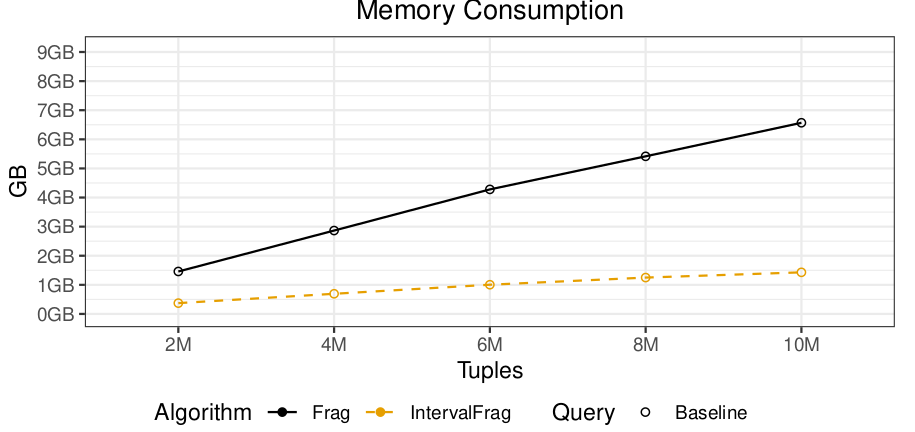 Memory Consumption
9GB
8GB
7GB
6GB
5GB
4GB
3GB
2GB
1GB
0GB
GB
2M 4M 6M 8M 10M
Tuples
Algorithm Frag IntervalFrag Query Baseline